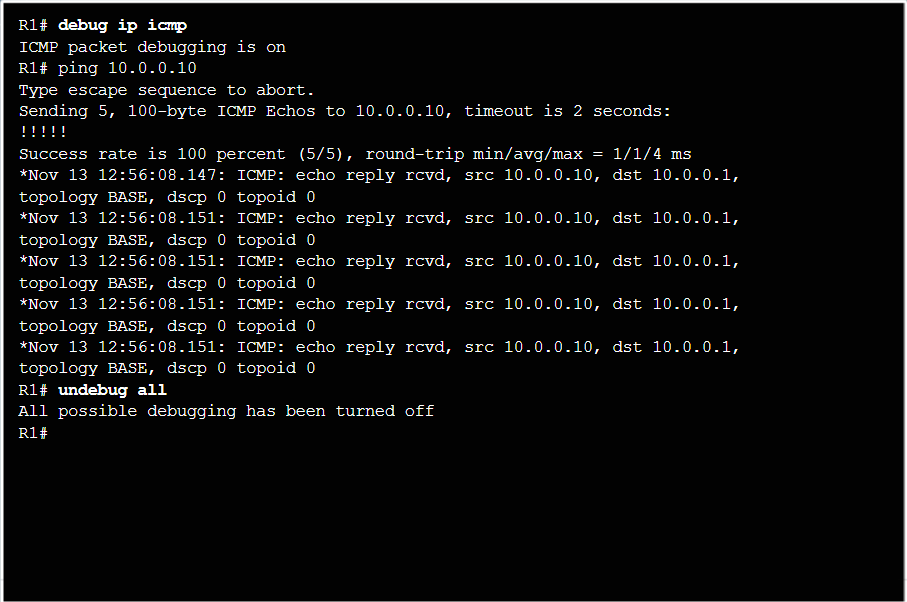 R1# debug ip icmp
ICMP packet debugging is on
R1# ping 10.0.0.10
Type escape sequence to abort.
Sending 5, 100-byte ICMP Echos to 10.0.0.10, timeout is 2 seconds:
!!!!!
Success rate is 100 percent (5/5), round-trip min/avg/max = 1/1/4 ms
*Nov 13 12:56:08.147: ICMP: echo reply rcvd, src 10.0.0.10, dst 10.0.0.1,
topology BASE, dscp 0 topoid 0
*Nov 13 12:56:08.151: ICMP: echo reply rcvd, src 10.0.0.10, dst 10.0.0.1,
topology BASE, dscp 0 topoid 0
*Nov 13 12:56:08.151: ICMP: echo reply rcvd, src 10.0.0.10, dst 10.0.0.1,
topology BASE, dscp 0 topoid 0
*Nov 13 12:56:08.151: ICMP: echo reply rcvd, src 10.0.0.10, dst 10.0.0.1,
topology BASE, dscp 0 topoid 0
*Nov 13 12:56:08.151: ICMP: echo reply rcvd, src 10.0.0.10, dst 10.0.0.1,
topology BASE, dscp 0 topoid 0
R1# undebug all
All possible debugging has been turned off
R1#